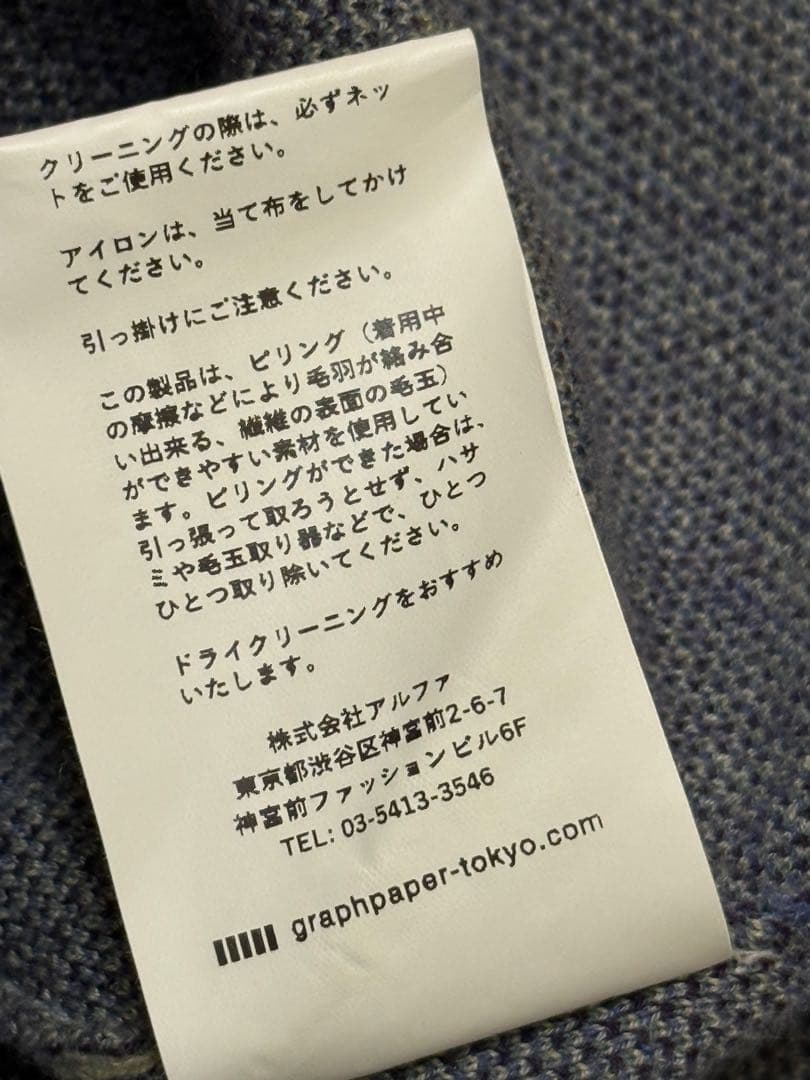 クリーニングの際は、必ずネッ
トをご使用ください。
アイロンは、当て布をしてかけ
てください。
引っ掛けにご注意ください。
この製品は、ピリング（着用中
の摩擦などにより毛羽が絡み合
い出来る、繊維の表面の毛玉）
ができやすい素材を使用してい
ます。ピリングができた場合は、
引っ張って取ろうとせず、ハサ
ミや毛玉取り器などで、ひとつ
ひとつ取り除いてください。
ドライクリーニングをおすすめ
いたします。
株式会社アルファ
東京都渋谷区神宮前2-6-7
神宮前ファッションビル6F
TEL: 03-5413-3546
graphpaper-tokyo.com